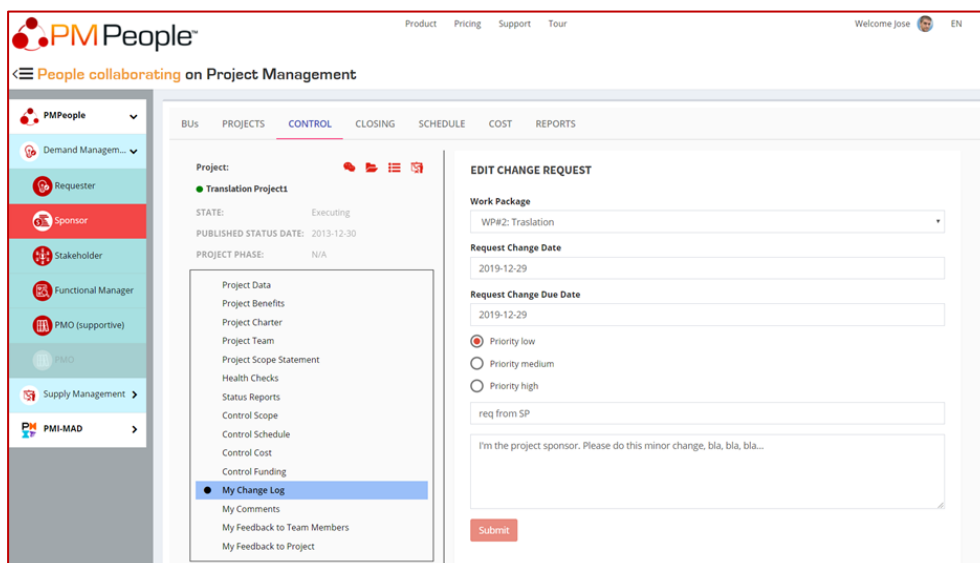 PMPeople™
Product Pricing Support Tour
Welcome Jose EN
People collaborating on Project Management
PMPeople
Demand Managem...
Requester
Sponsor
Stakeholder
Functional Manager
PMO (supportive)
PMO
Supply Management
PMI-MAD
BUs PROJECTS CONTROL CLOSING SCHEDULE COST REPORTS
Project:
Translation Project1
STATE: Executing
PUBLISHED STATUS DATE: 2013-12-30
PROJECT PHASE: N/A
Project Data
Project Benefits
Project Charter
Project Team
Project Scope Statement
Health Checks
Status Reports
Control Scope
Control Schedule
Control Cost
Control Funding
My Change Log
My Comments
My Feedback to Team Members
My Feedback to Project
EDIT CHANGE REQUEST
Work Package
WP#2: Traslation
Request Change Date
2019-12-29
Request Change Due Date
2019-12-29
Priority low
Priority medium
Priority high
req from SP
I'm the project sponsor. Please do this minor change, bla, bla, bla...
Submit